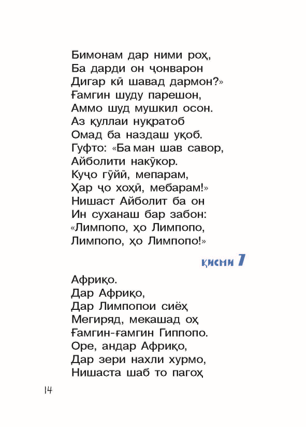 Бимонам дар ними роҳ,
Ба дарди он ҷонварон
Дигар кӣ шавад дармон?»
Ғамгин шуду парешон,
Аммо шуд мушкил осон.
Аз қуллаи нуқратоб
Омад ба наздаш уқоб.
Гуфто: «Ба ман шав савор,
Айболити накӯкор.
Куҷо гӯйӣ, мепарам,
Ҳар ҷо хоҳӣ, мебарам!»
Нишаст Айболит ба он
Ин суханаш бар забон:
«Лимпопо, ҳо Лимпопо,
Лимпопо, ҳо Лимпопо!»
қисми 7
Африқо.
Дар Африқо,
Дар Лимпопои сиёҳ
Мегиряд, мекашад оҳ
Ғамгин-ғамгин Гиппопо.
Оре, андар Африқо,
Дар зери нахли хурмо,
Нишаста шаб то пагоҳ
14